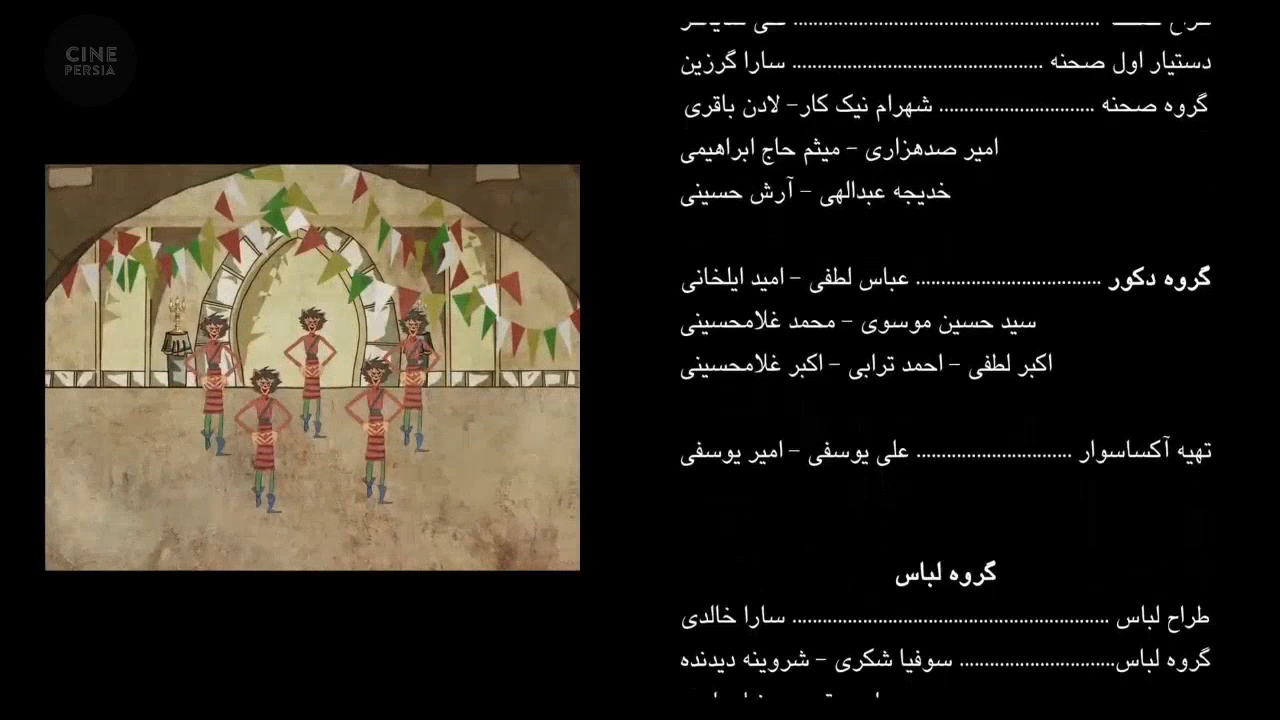 CINE
PERSIA
دستیار اول صحنه ................................................ سارا گرزین
گروه صحنه .............................. شهرام نیک کار– لادن باقری
امیر صدهزاری – میثم حاج ابراهیمی
خدیجه عبدالهی – آرش حسینی
گروه دکور ................................... عباس لطفی – امید ایلخانی
سید حسین موسوی – محمد غلامحسینی
اکبر لطفی – احمد ترابی – اکبر غلامحسینی
تهیه آکساسوار .............................. علی یوسفی – امیر یوسفی
گروه لباس
طراح لباس ............................................................. سارا خالدی
گروه لباس.............................. سوفیا شکری – شروینه دیدنده